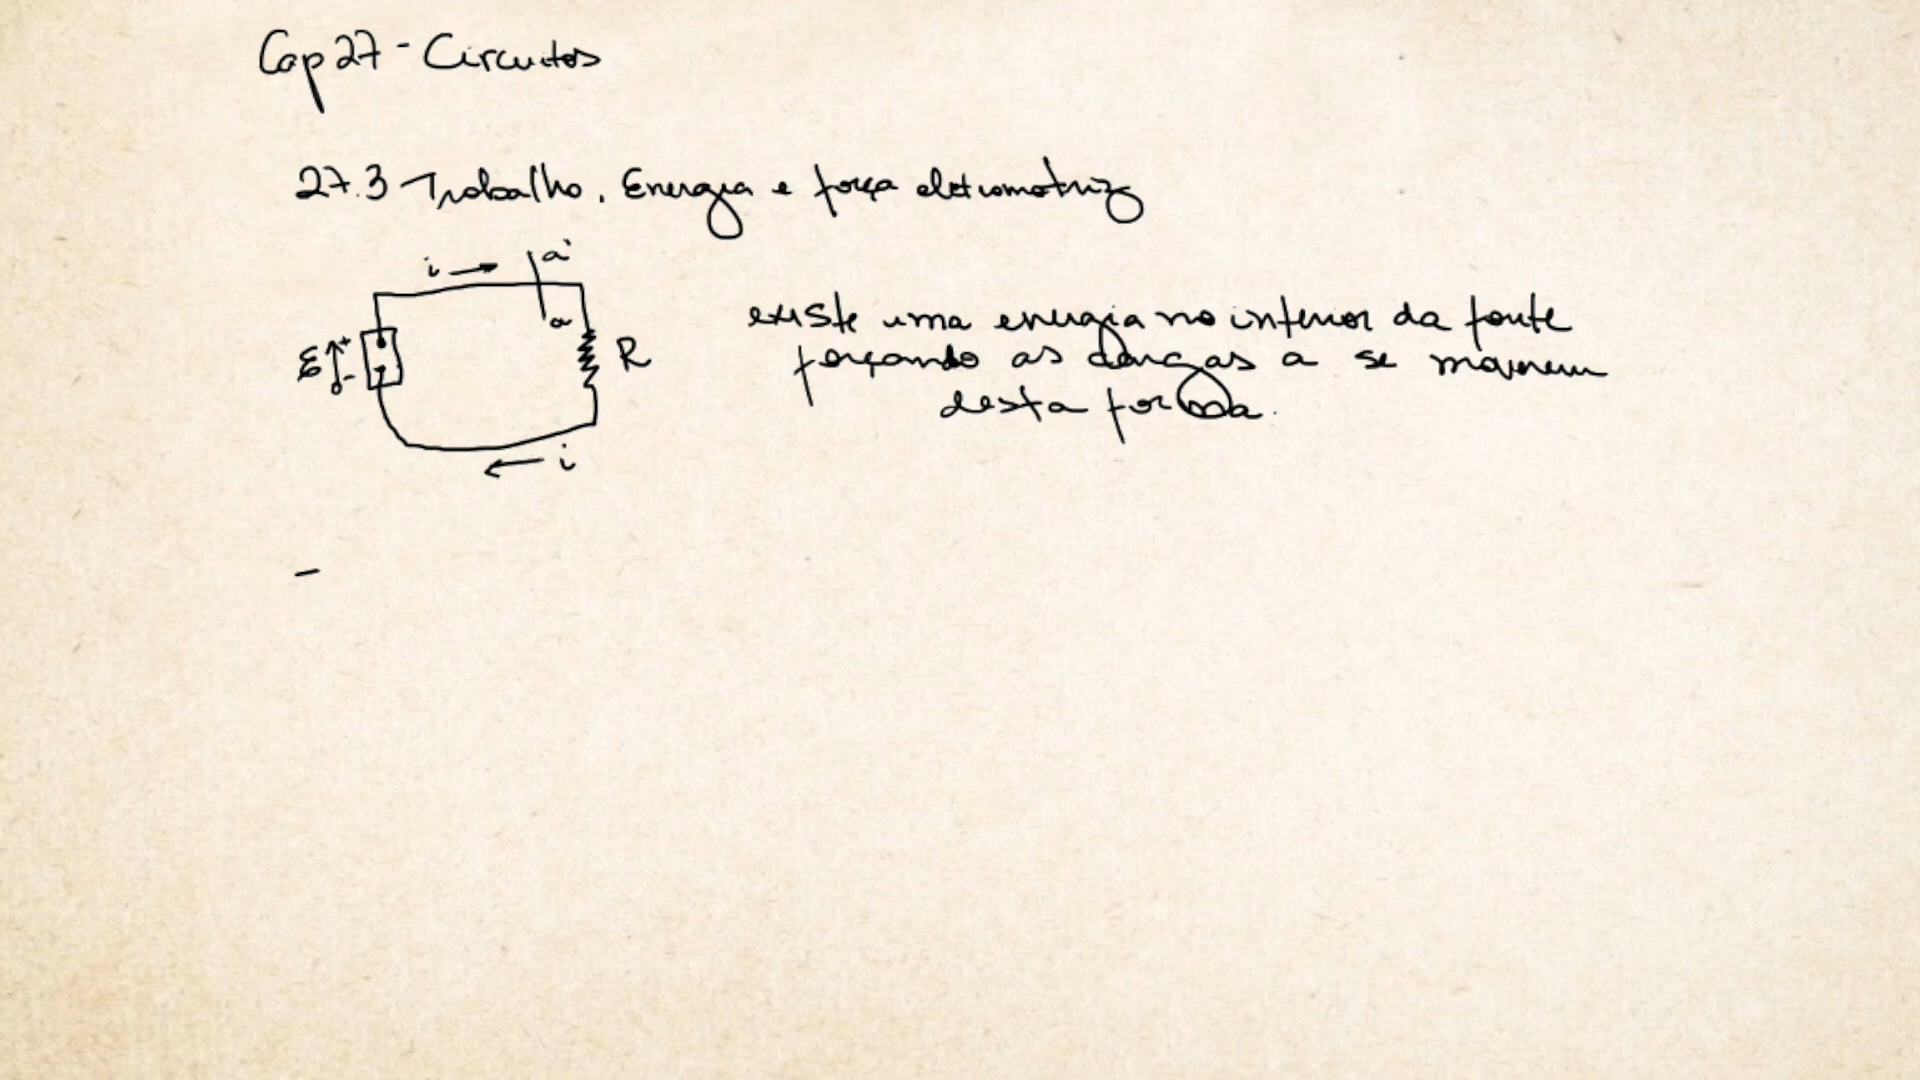 Cap 27 - Circuitos
27.3 Trabalho, Energia e força eletromotriz
i → a'
a
ℰ + - R
existe uma energia no interior da fonte
forçando as cargas a se moverem
desta forma.
← i
-